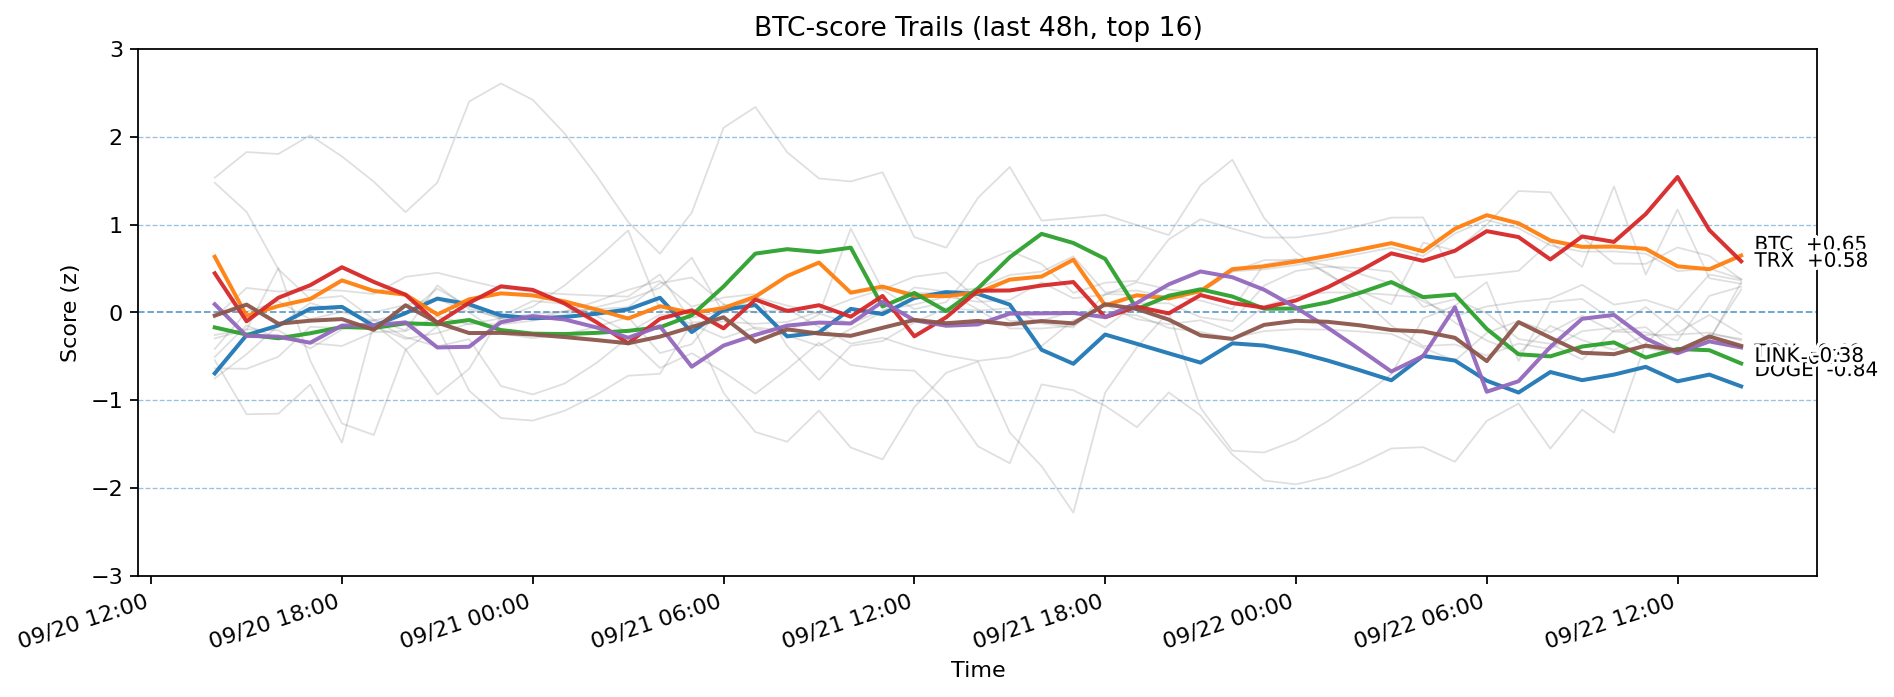 BTC-score Trails (last 48h, top 16)
3
2
1
0
−1
−2
−3
Score (z)
BTC +0.65
TRX +0.58
LINK -0.38
DOGE -0.84
09/20 12:00
09/20 18:00
09/21 00:00
09/21 06:00
09/21 12:00
09/21 18:00
09/22 00:00
09/22 06:00
09/22 12:00
Time